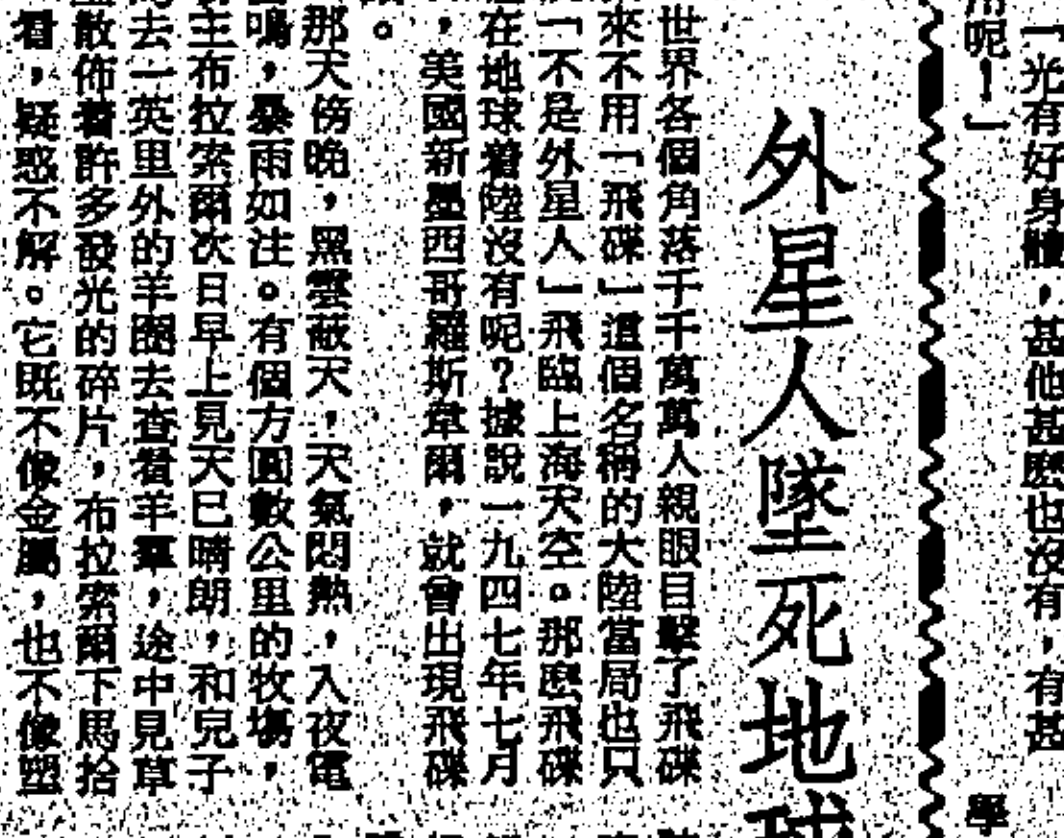 「光有好身體，甚他甚麽也没有，有甚
用呢！」
外星人墜死地球
世界各個角落千千萬萬人親眼目擊了飛碟
來不用「飛碟」這個名稱的大陸當局也只
「不是外星人」飛臨上海天空。那麽飛碟
在地球着陸沒有呢？據說一九四七年七月
，美國新墨西哥羅斯韋爾，就會出現飛碟
。
那天傍晚，黑雲蔽天，天氣悶熱，入夜電
鳴，暴雨如注。有個方圓數公里的牧場，
主布拉索爾次日早上見天已晴朗，和兒子
去一英里外的羊圈去查看羊羣，途中見草
散佈着許多發光的碎片，布拉索爾下馬拾
看，疑惑不解。它既不像金屬，也不像塑